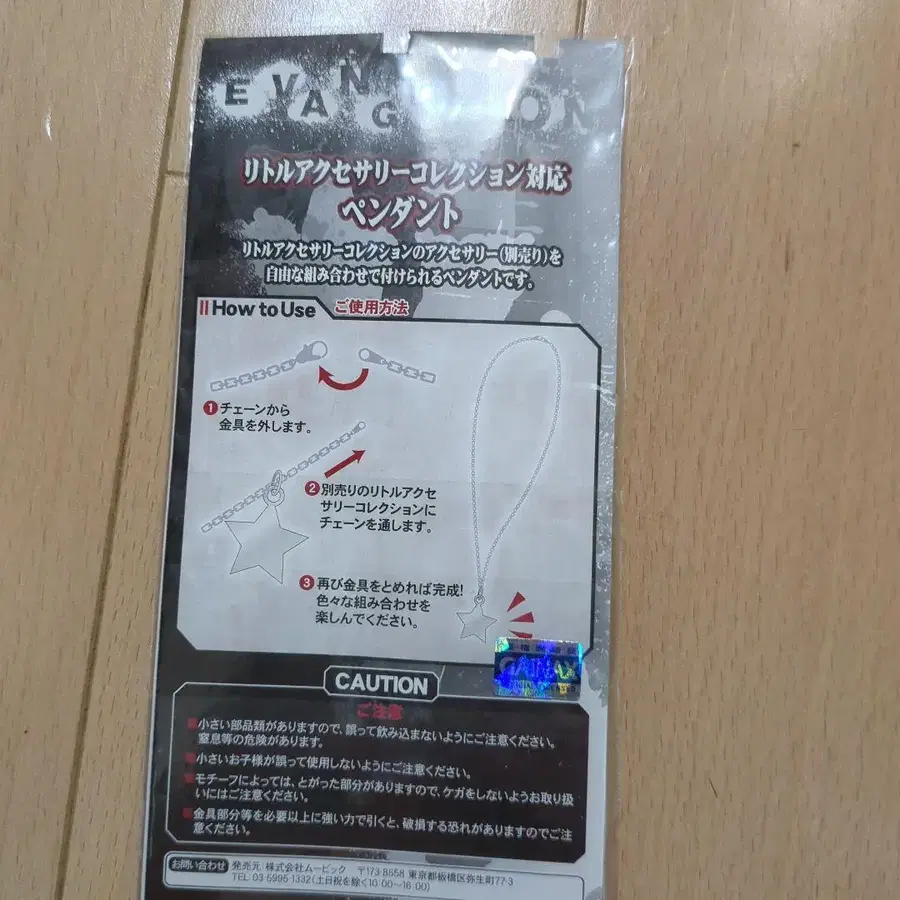 EVANGELION
リトルアクセサリーコレクション対応
ペンダント
リトルアクセサリーコレクションのアクセサリー(別売り)を
自由な組み合わせで付けられるペンダントです。
How to Use ご使用方法
1 チェーンから
金具を外します。
2 別売りのリトルアクセ
サリーコレクションに
チェーンを通します。
3 再び金具をとめれば完成!
色々な組み合わせを
楽しんでください。
CAUTION
ご注意
■小さい部品類がありますので、誤って飲み込まないようにご注意ください。
窒息等の危険があります。
■小さいお子様が誤って使用しないようにご注意ください。
■モチーフによっては、とがった部分がありますので、ケガをしないようお取り扱
いにはご注意ください。
■金具部分等を必要以上に強い力で引くと、破損する恐れがありますのでご注
意ください。
お問い合わせ 発売元:株式会社ムービック 〒173-8558 東京都板橋区弥生町77-3
TEL 03-5995-1332(土日祝を除く10:00〜16:00)